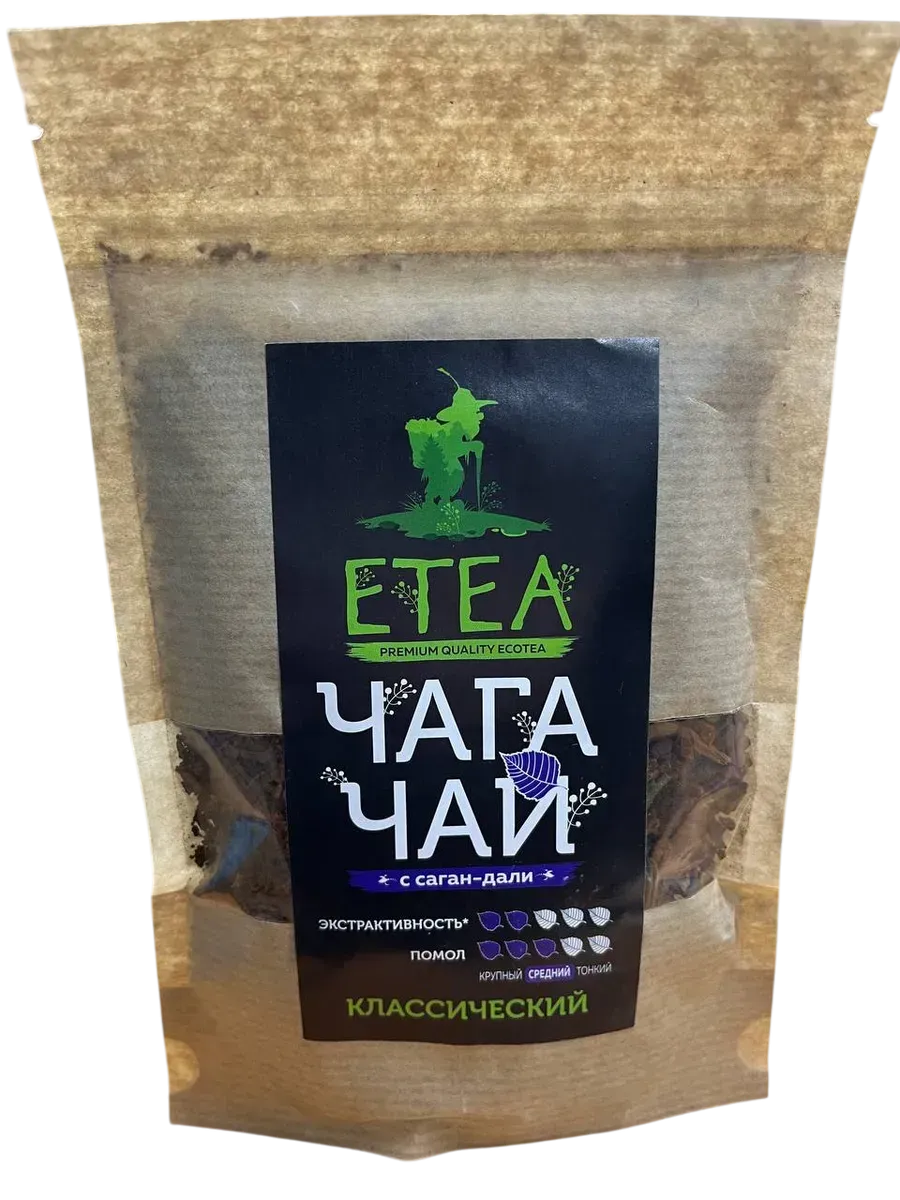 ETEA
PREMIUM QUALITY ECOTEA
ЧАГА
ЧАЙ
с саган-дали
ЭКСТРАКТИВНОСТЬ*
ПОМОЛ
КРУПНЫЙ СРЕДНИЙ ТОНКИЙ
КЛАССИЧЕСКИЙ